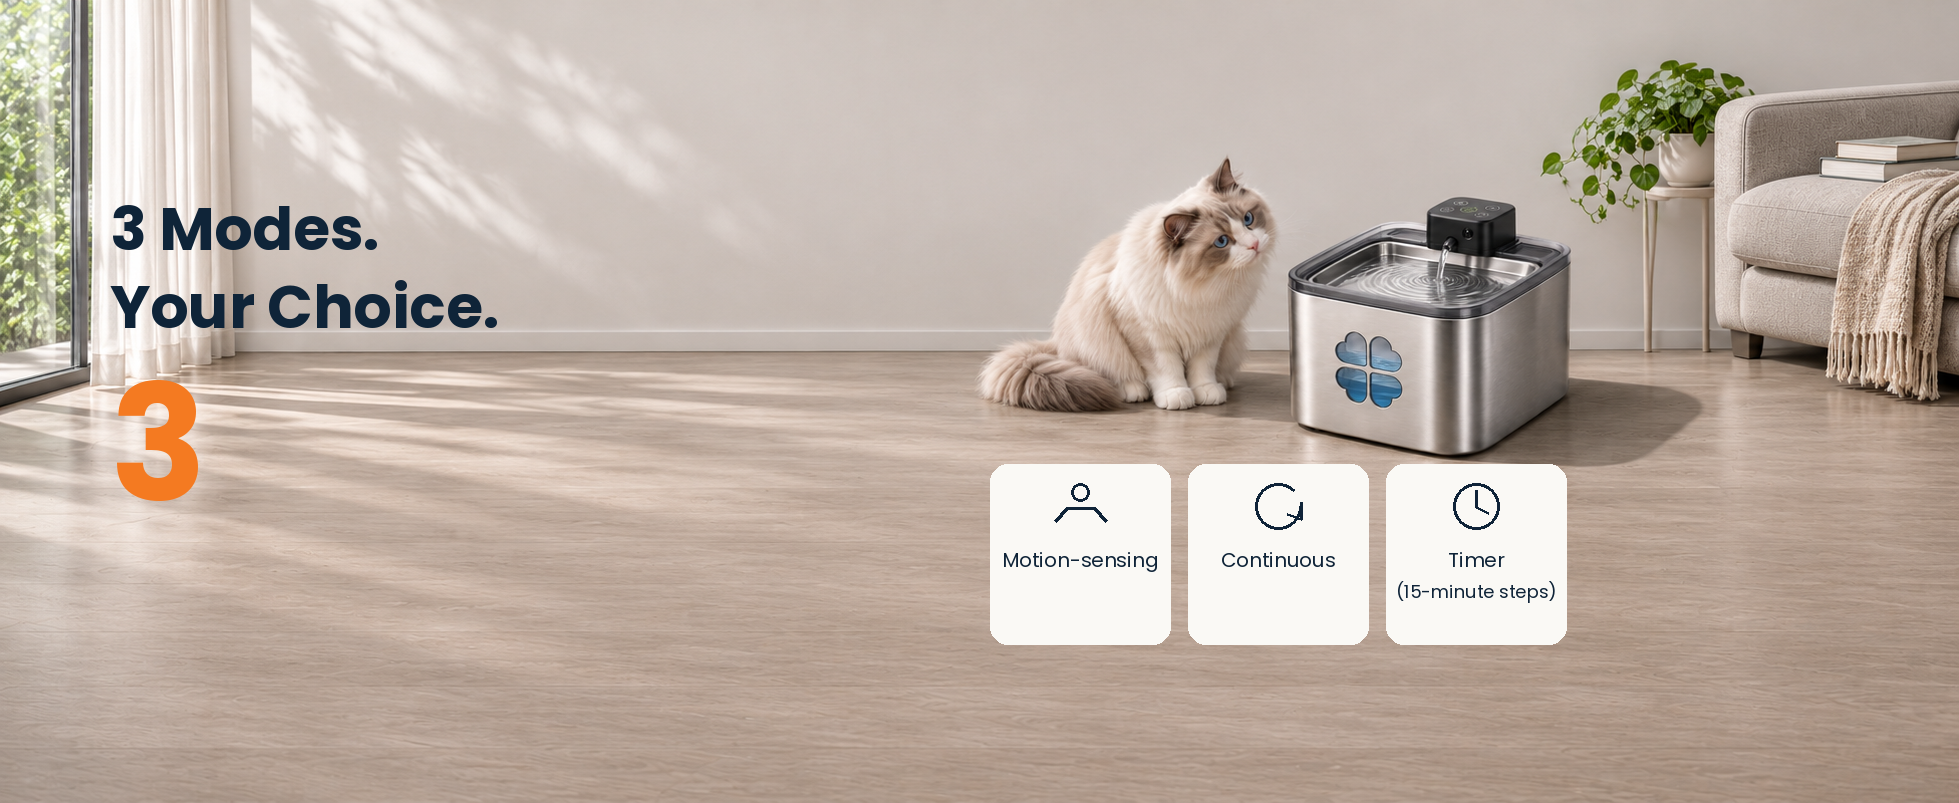 3 Modes.
Your Choice.
3
Motion-sensing
Continuous
Timer
(15-minute steps)